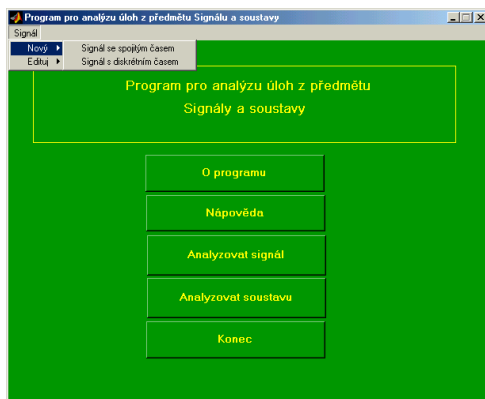 Program pro analýzu úloh z předmětu Signálu a soustavy
Signál
Nový
Signál se spojitým časem
Edituj
Signál s diskrétním časem
Program pro analýzu úloh z předmětu
Signály a soustavy
O programu
Nápověda
Analyzovat signál
Analyzovat soustavu
Konec